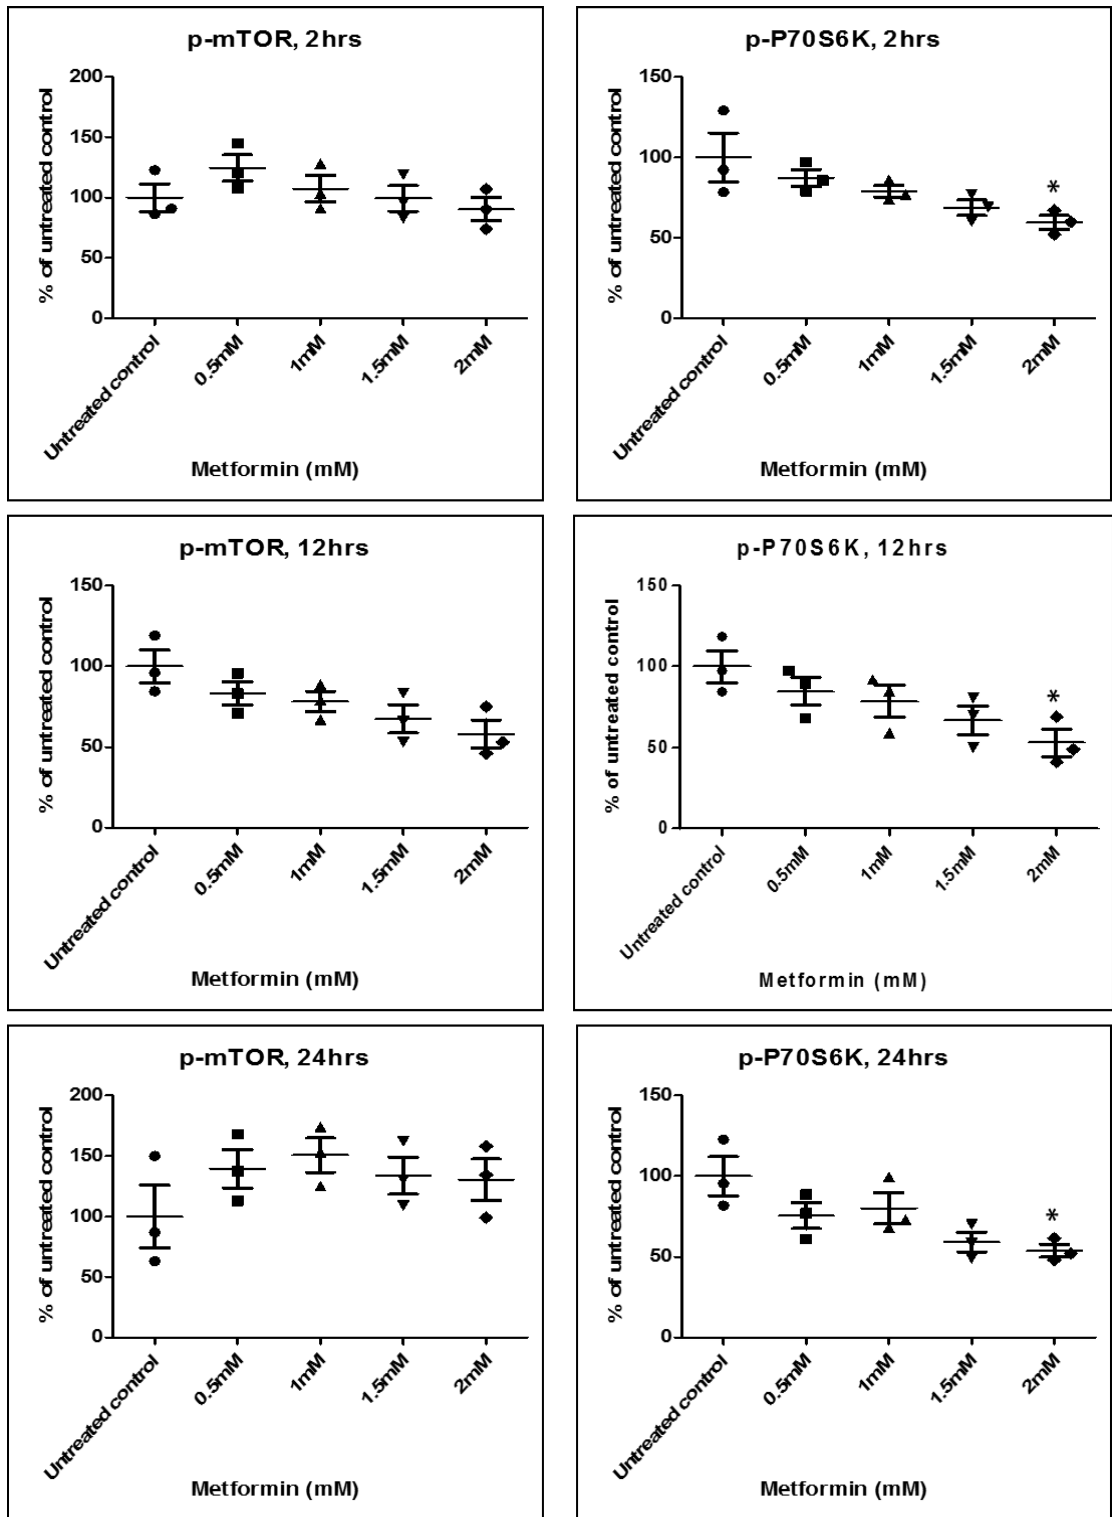 p-mTOR, 2hrs
% of untreated control
200
150
100
50
0
Untreated control
0.5mM
1mM
1.5mM
2mM
Metformin (mM)
p-P70S6K, 2hrs
% of untreated control
150
100
50
0
*
Untreated control
0.5mM
1mM
1.5mM
2mM
Metformin (mM)
p-mTOR, 12hrs
% of untreated control
150
100
50
0
Untreated control
0.5mM
1mM
1.5mM
2mM
Metformin (mM)
p-P70S6K, 12hrs
% of untreated control
150
100
50
0
*
Untreated control
0.5mM
1mM
1.5mM
2mM
Metformin (mM)
p-mTOR, 24hrs
% of untreated control
200
150
100
50
0
Untreated control
0.5mM
1mM
1.5mM
2mM
Metformin (mM)
p-P70S6K, 24hrs
% of untreated control
150
100
50
0
*
Untreated control
0.5mM
1mM
1.5mM
2mM
Metformin (mM)